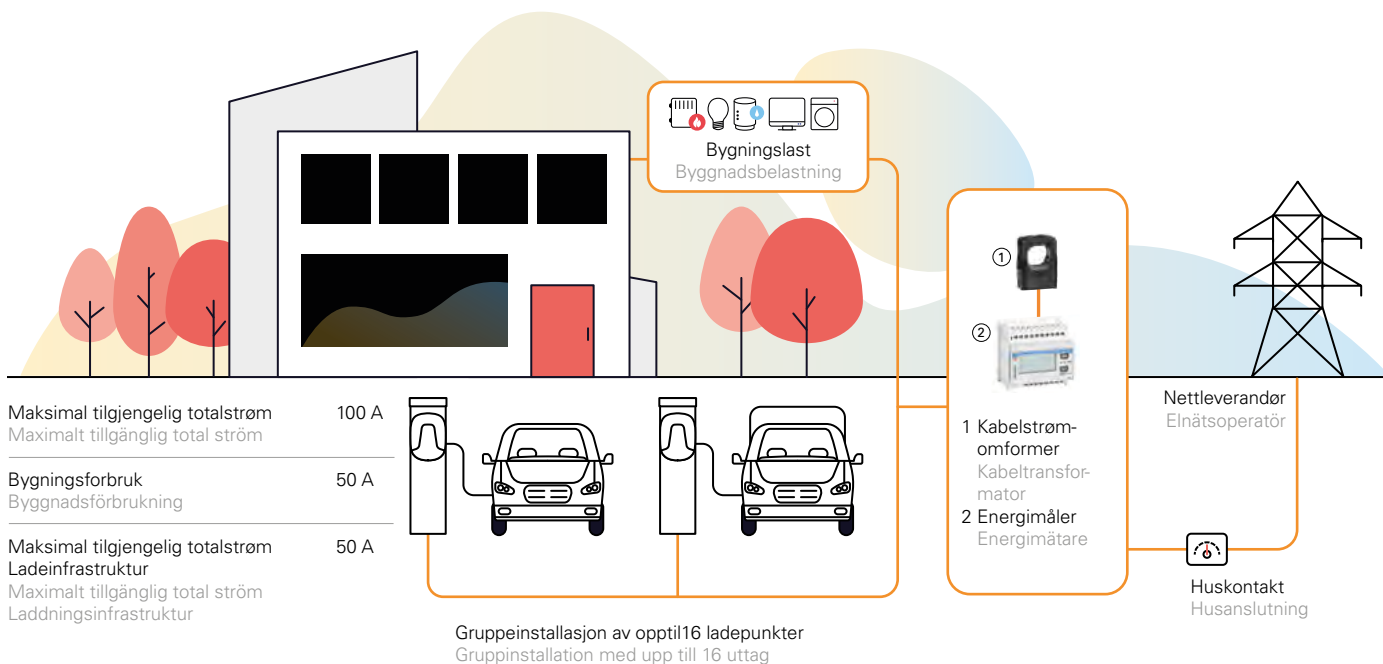 Bygningslast
Byggnadsbelastning
①
②
1 Kabelstrøm-
omformer
Kabeltransfor-
mator
2 Energimåler
Energimätare
Nettleverandør
Elnätsoperatör
Huskontakt
Husanslutning
Maksimal tilgjengelig totalstrøm 100 A
Maximalt tillgänglig total ström
Bygningsforbruk 50 A
Byggnadsförbrukning
Maksimal tilgjengelig totalstrøm 50 A
Ladeinfrastruktur
Maximalt tillgänglig total ström
Laddningsinfrastruktur
Gruppeinstallasjon av opptil16 ladepunkter
Gruppinstallation med upp till 16 uttag